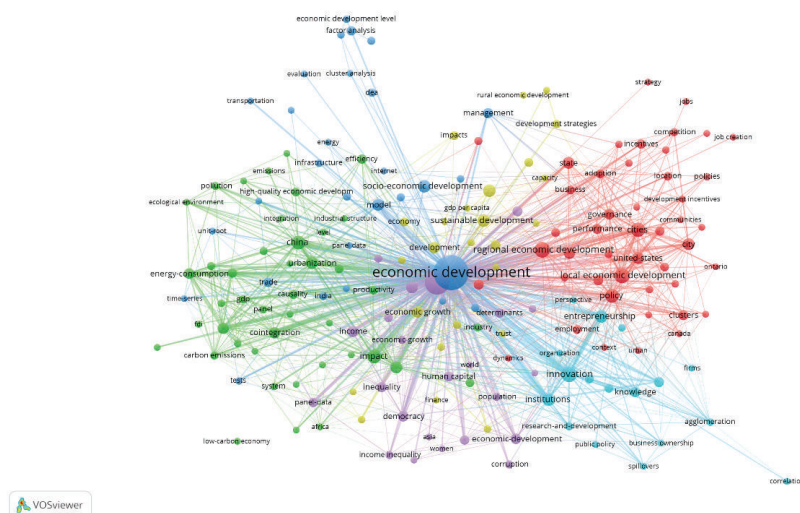 economic development level
factor analysis
evaluation
cluster analysis
strategy
transportation
dea
rural economic development
jobs
management
development strategies
impacts
competition
job creation
energy
incentives
emissions
infrastructure
efficiency
state
internet
adoption
location
policies
pollution
high-quality economic developm
socio-economic development
capacity
business
ecological environment
model
development incentives
integration
industrial structure
economy
gdp per capita
sustainable development
governance
communities
unit-root
level
performance
cities
china
panel data
development
regional economic development
city
urbanization
united states
ontario
energy-consumption
economic development
local economic development
trade
productivity
time-series
gdp
causality
india
policy
perspective
panel
economic growth
determinants
entrepreneurship
clusters
fdi
cointegration
income
industry
trust
employment
canada
economic-growth
carbon emissions
impact
organization
context
urban
dynamics
world
firms
tests
system
human capital
innovation
inequality
knowledge
panel-data
finance
population
institutions
democracy
agglomeration
africa
research-and-development
low-carbon economy
asia
economic-development
public policy
business ownership
women
income inequality
corruption
spillovers
correlatio
VOSviewer